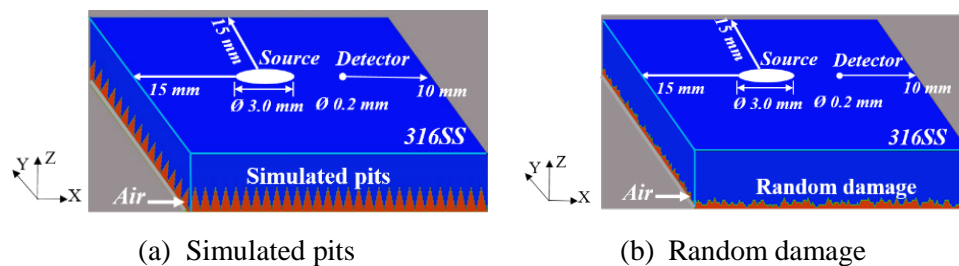 15 mm
Source
Detector
15 mm
Ø 3.0 mm
Ø 0.2 mm
10 mm
316SS
Simulated pits
Air
Y
Z
X
(a) Simulated pits
15 mm
Source
Detector
15 mm
Ø 3.0 mm
Ø 0.2 mm
10 mm
316SS
Random damage
Air
Y
Z
X
(b) Random damage